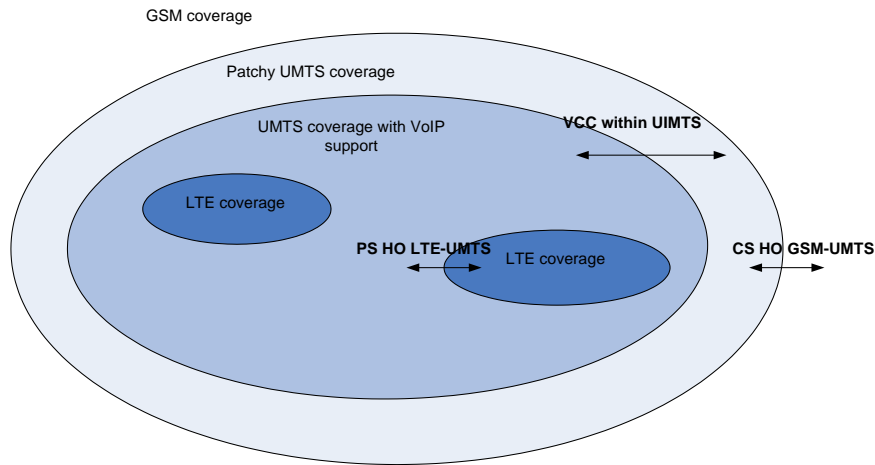 GSM coverage
Patchy UMTS coverage
UMTS coverage with VoIP
support
VCC within UIMTS
LTE coverage
PS HO LTE-UMTS
LTE coverage
CS HO GSM-UMTS